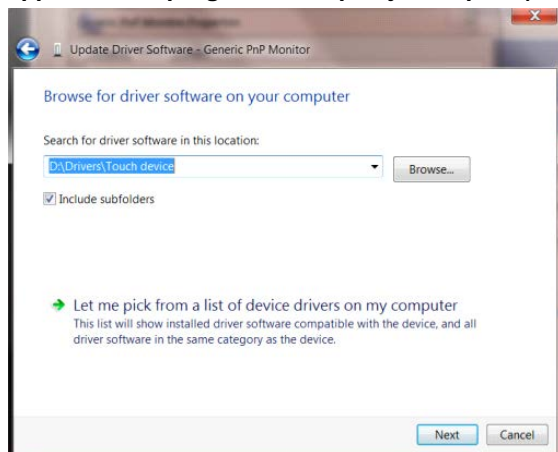 Update Driver Software - Generic PnP Monitor
Browse for driver software on your computer
Search for driver software in this location:
D:\Drivers\Touch device
Browse...
Include subfolders
Let me pick from a list of device drivers on my computer
This list will show installed driver software compatible with the device, and all
driver software in the same category as the device.
Next
Cancel